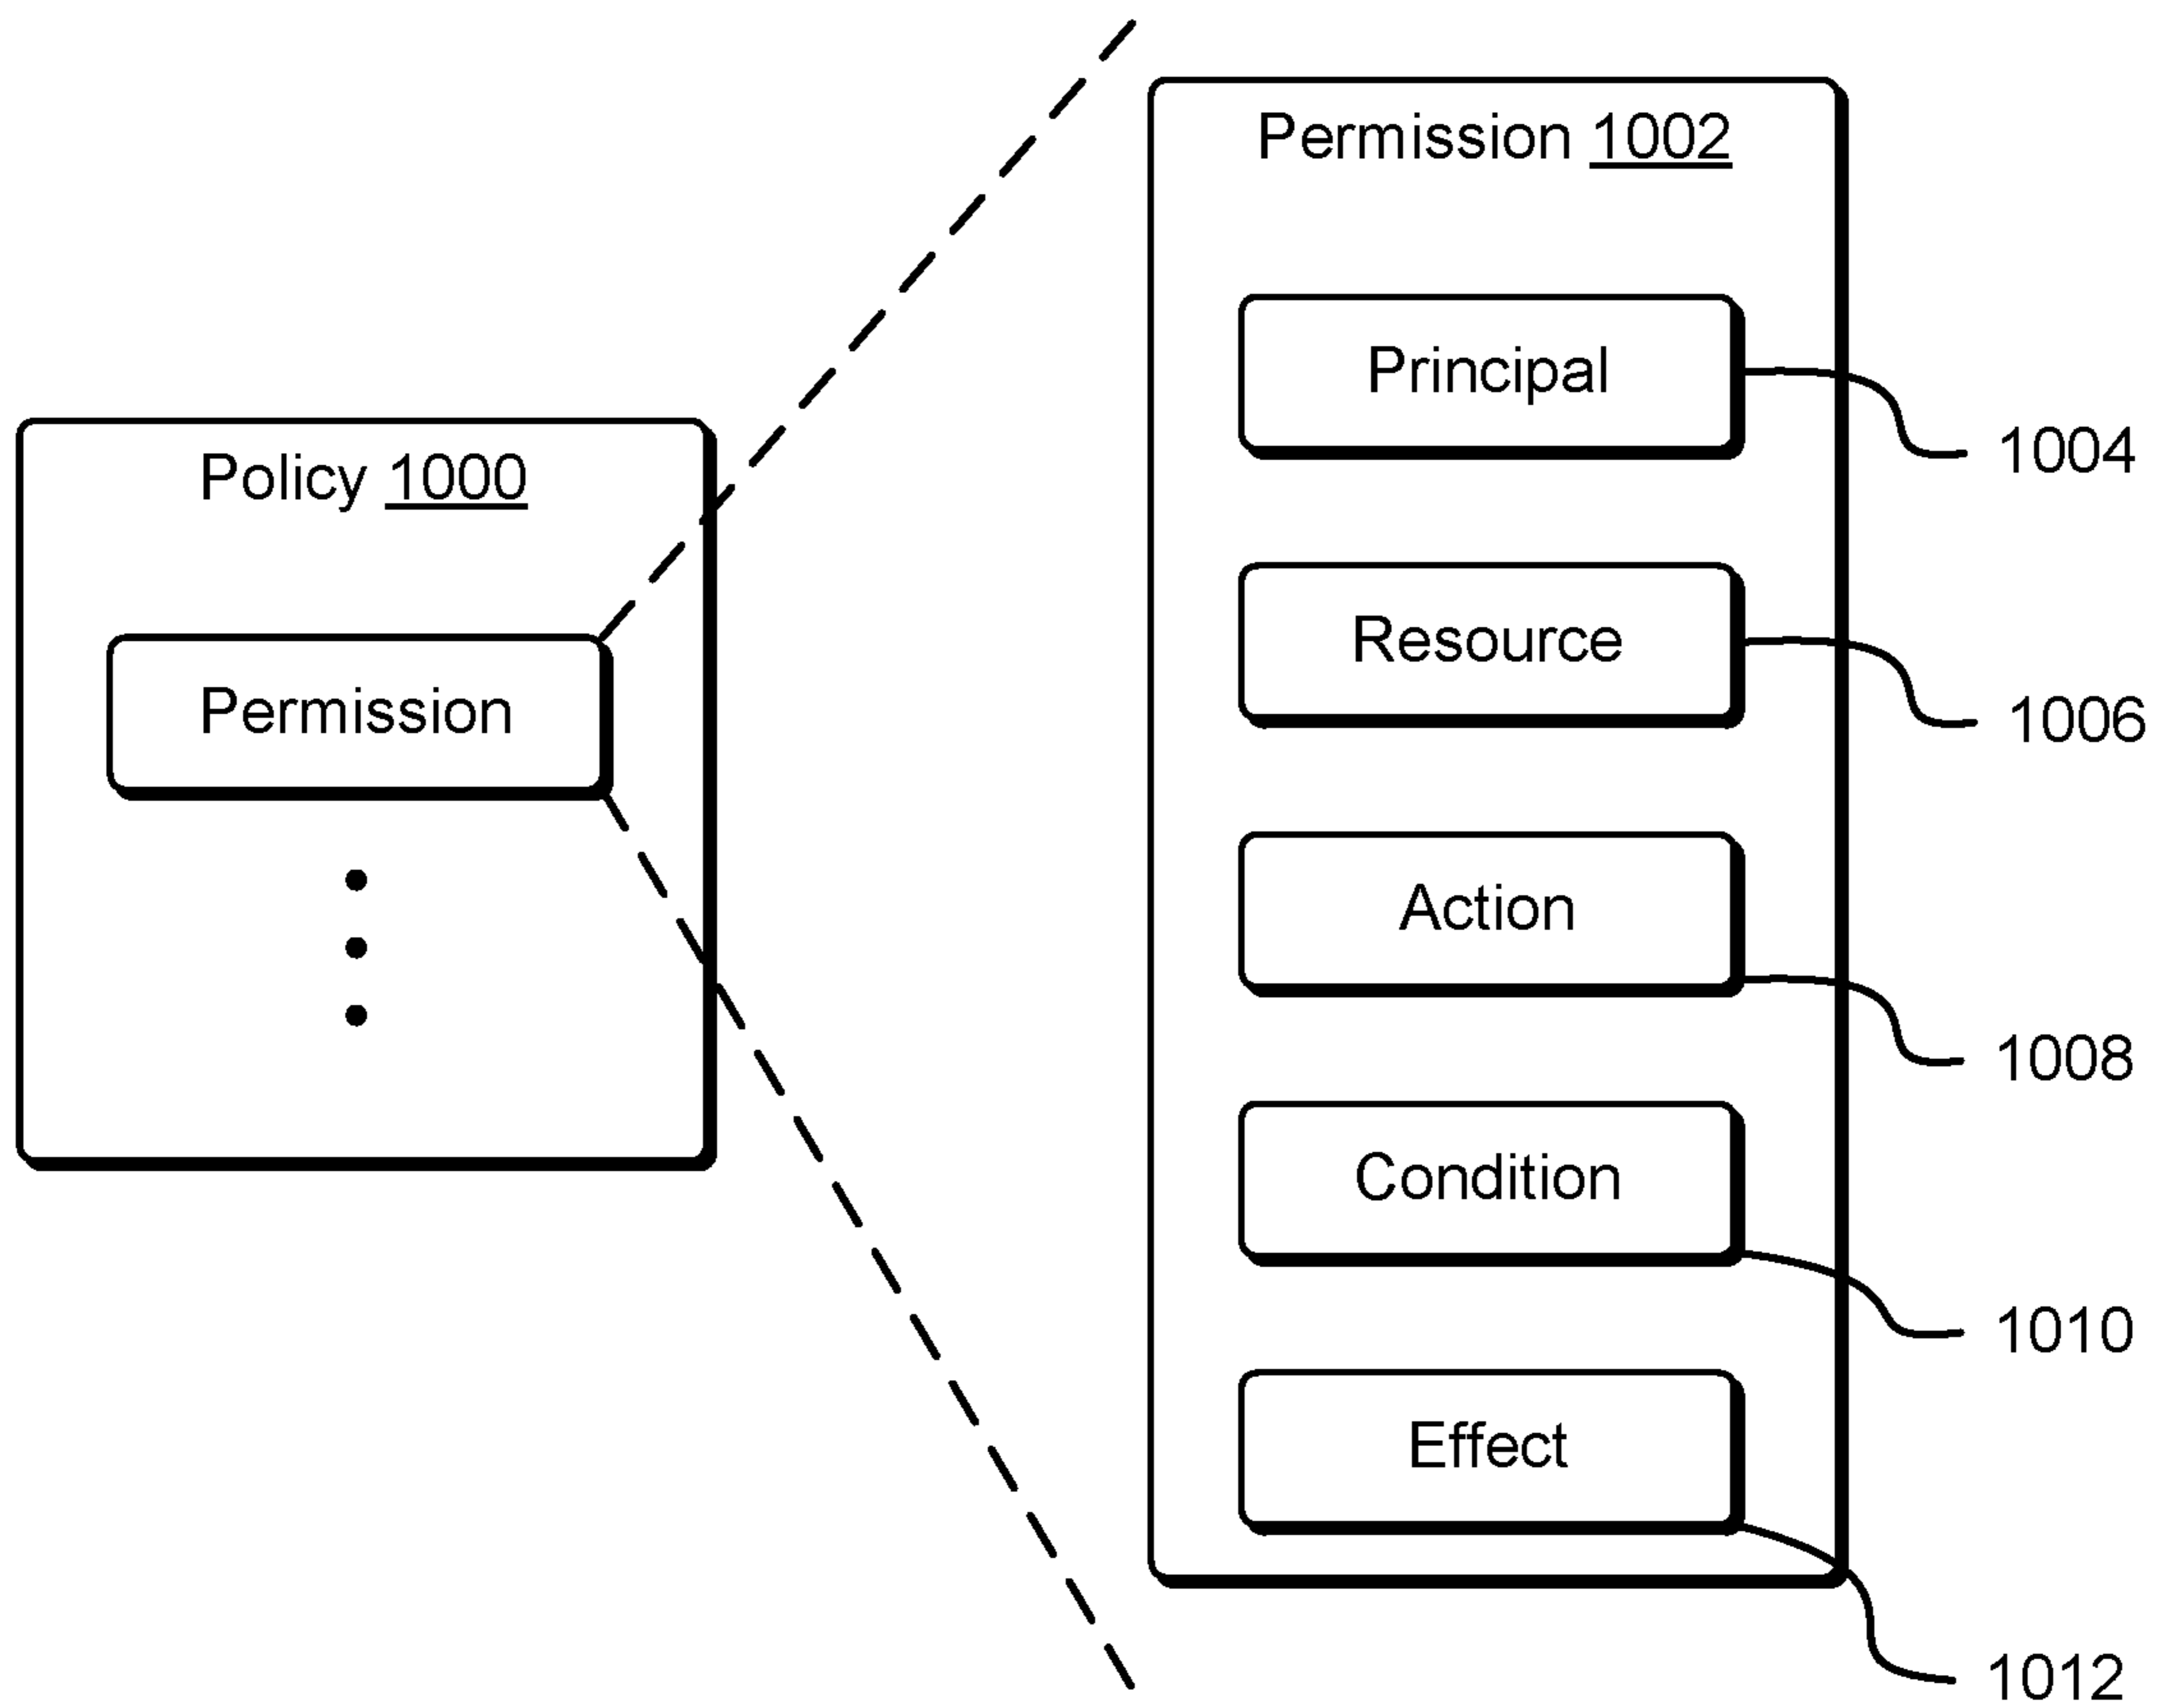 Policy 1000
Permission
Permission 1002
Principal
1004
Resource
1006
Action
1008
Condition
1010
Effect
1012